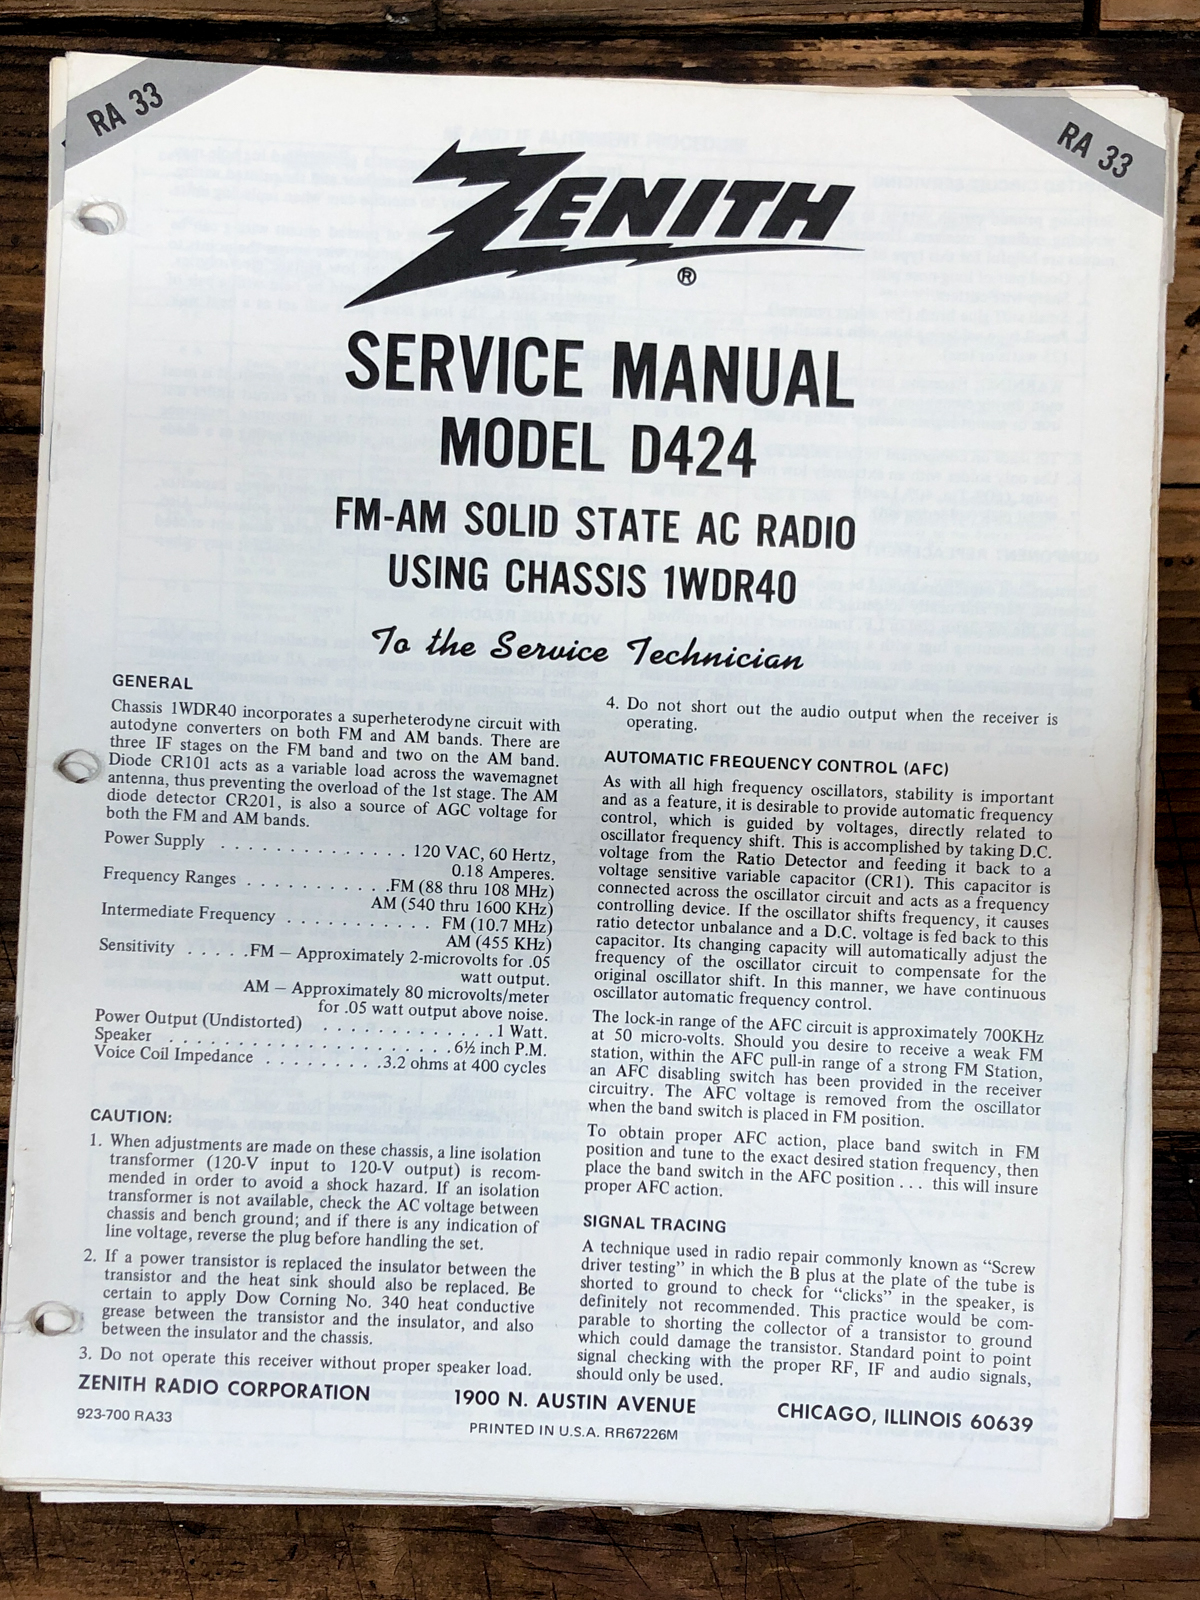 RA 33
RA 33
ZENITH
®
SERVICE MANUAL
MODEL D424
FM-AM SOLID STATE AC RADIO
USING CHASSIS 1WDR40
To the Service Technician
GENERAL
Chassis 1WDR40 incorporates a superheterodyne circuit with
autodyne converters on both FM and AM bands. There are
three IF stages on the FM band and two on the AM band.
Diode CR101 acts as a variable load across the wavemagnet
antenna, thus preventing the overload of the 1st stage. The AM
diode detector CR201, is also a source of AGC voltage for
both the FM and AM bands.
Power Supply . . . . . . . . . . . . . . 120 VAC, 60 Hertz,
0.18 Amperes.
Frequency Ranges . . . . . . . . . . .FM (88 thru 108 MHz)
AM (540 thru 1600 KHz)
Intermediate Frequency . . . . . . . . . . FM (10.7 MHz)
AM (455 KHz)
Sensitivity . . . . .FM — Approximately 2-microvolts for .05
watt output.
AM — Approximately 80 microvolts/meter
for .05 watt output above noise.
Power Output (Undistorted) . . . . . . . . . . . . .1 Watt.
Speaker . . . . . . . . . . . . . . . . . . . . . 6½ inch P.M.
Voice Coil Impedance . . . . . . . . .3.2 ohms at 400 cycles
CAUTION:
1. When adjustments are made on these chassis, a line isolation
transformer (120-V input to 120-V output) is recom-
mended in order to avoid a shock hazard. If an isolation
transformer is not available, check the AC voltage between
chassis and bench ground; and if there is any indication of
line voltage, reverse the plug before handling the set.
2. If a power transistor is replaced the insulator between the
transistor and the heat sink should also be replaced. Be
certain to apply Dow Corning No. 340 heat conductive
grease between the transistor and the insulator, and also
between the insulator and the chassis.
3. Do not operate this receiver without proper speaker load.
4. Do not short out the audio output when the receiver is
operating.
AUTOMATIC FREQUENCY CONTROL (AFC)
As with all high frequency oscillators, stability is important
and as a feature, it is desirable to provide automatic frequency
control, which is guided by voltages, directly related to
oscillator frequency shift. This is accomplished by taking D.C.
voltage from the Ratio Detector and feeding it back to a
voltage sensitive variable capacitor (CR1). This capacitor is
connected across the oscillator circuit and acts as a frequency
controlling device. If the oscillator shifts frequency, it causes
ratio detector unbalance and a D.C. voltage is fed back to this
capacitor. Its changing capacity will automatically adjust the
frequency of the oscillator circuit to compensate for the
original oscillator shift. In this manner, we have continuous
oscillator automatic frequency control.
The lock-in range of the AFC circuit is approximately 700KHz
at 50 micro-volts. Should you desire to receive a weak FM
station, within the AFC pull-in range of a strong FM Station,
an AFC disabling switch has been provided in the receiver
circuitry. The AFC voltage is removed from the oscillator
when the band switch is placed in FM position.
To obtain proper AFC action, place band switch in FM
position and tune to the exact desired station frequency, then
place the band switch in the AFC position . . . this will insure
proper AFC action.
SIGNAL TRACING
A technique used in radio repair commonly known as "Screw
driver testing" in which the B plus at the plate of the tube is
shorted to ground to check for "clicks" in the speaker, is
definitely not recommended. This practice would be com-
parable to shorting the collector of a transistor to ground
which could damage the transistor. Standard point to point
signal checking with the proper RF, IF and audio signals,
should only be used.
ZENITH RADIO CORPORATION 1900 N. AUSTIN AVENUE CHICAGO, ILLINOIS 60639
923-700 RA33
PRINTED IN U.S.A. RR67226M